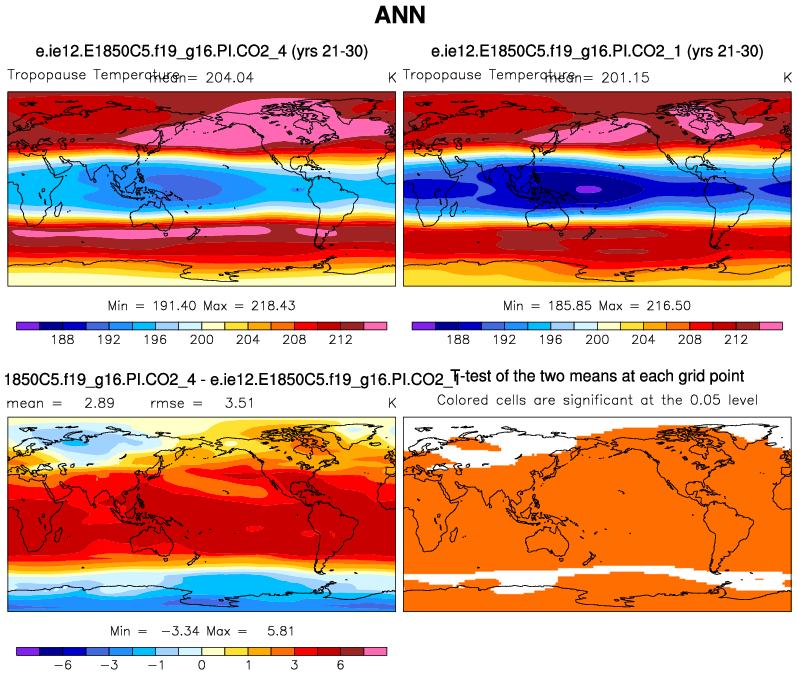 ANN
e.ie12.E1850C5.f19_g16.PI.CO2_4 (yrs 21-30)
e.ie12.E1850C5.f19_g16.PI.CO2_1 (yrs 21-30)
Tropopause Temperature mean= 204.04 K
Tropopause Temperature mean= 201.15 K
Min = 191.40 Max = 218.43
Min = 185.85 Max = 216.50
188 192 196 200 204 208 212
188 192 196 200 204 208 212
1850C5.f19_g16.PI.CO2_4 - e.ie12.E1850C5.f19_g16.PI.CO2_1
T-test of the two means at each grid point
mean = 2.89 rmse = 3.51 K
Colored cells are significant at the 0.05 level
Min = -3.34 Max = 5.81
-6 -3 -1 0 1 3 6